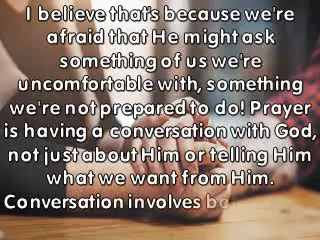 I believe that's because we're
afraid that He might ask
something of us we're
uncomfortable with, something
we're not prepared to do! Prayer
is having a conversation with God,
not just about Him or telling Him
what we want from Him.
Conversation involves